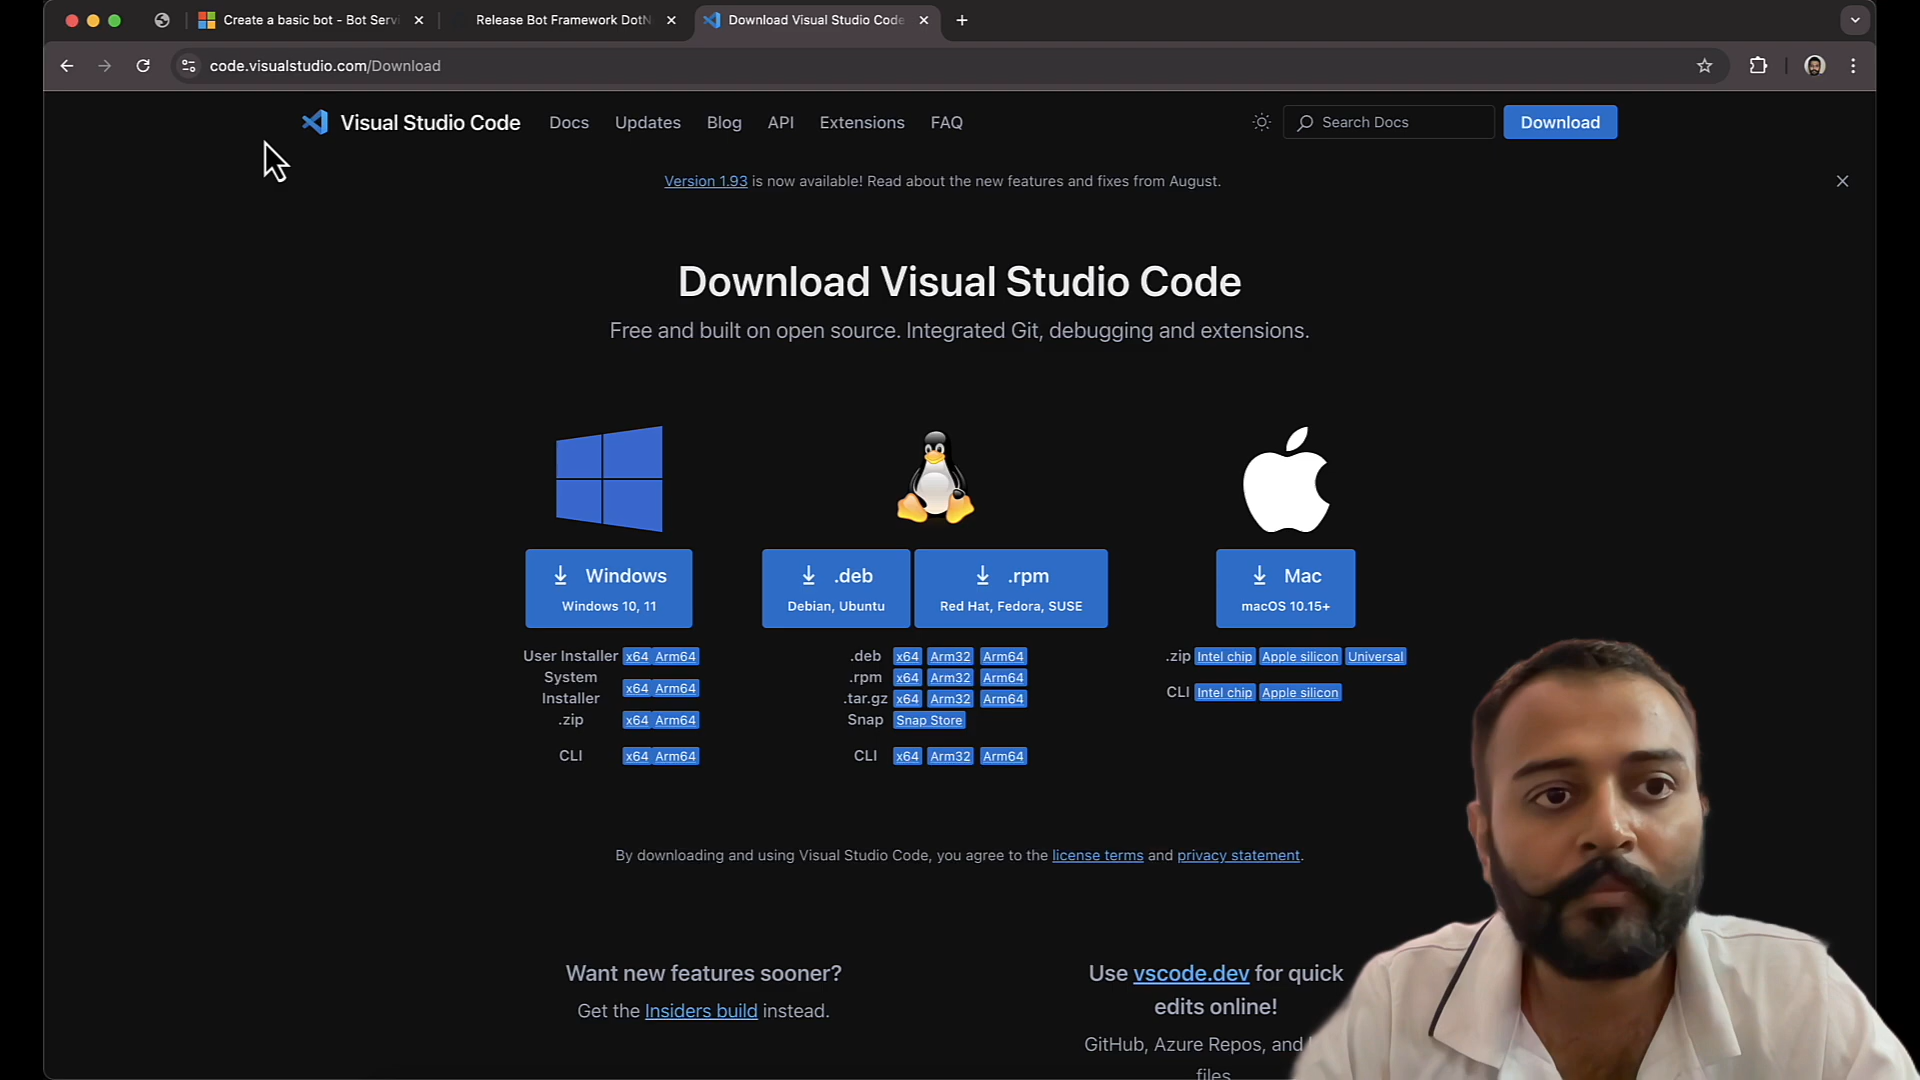 Create a basic bot - Bot Servi
Release Bot Framework DotN
Download Visual Studio Code
code.visualstudio.com/Download
Visual Studio Code
Docs
Updates
Blog
API
Extensions
FAQ
Search Docs
Download
Version 1.93 is now available! Read about the new features and fixes from August.
Download Visual Studio Code
Free and built on open source. Integrated Git, debugging and extensions.
Windows
Windows 10, 11
.deb
Debian, Ubuntu
.rpm
Red Hat, Fedora, SUSE
Mac
macOS 10.15+
User Installer x64 Arm64
System
Installer x64 Arm64
.zip x64 Arm64
CLI x64 Arm64
.deb x64 Arm32 Arm64
.rpm x64 Arm32 Arm64
.tar.gz x64 Arm32 Arm64
Snap Snap Store
CLI x64 Arm32 Arm64
.zip Intel chip Apple silicon Universal
CLI Intel chip Apple silicon
By downloading and using Visual Studio Code, you agree to the license terms and privacy statement.
Want new features sooner?
Get the Insiders build instead.
Use vscode.dev for quick
edits online!
GitHub, Azure Repos, and
files.